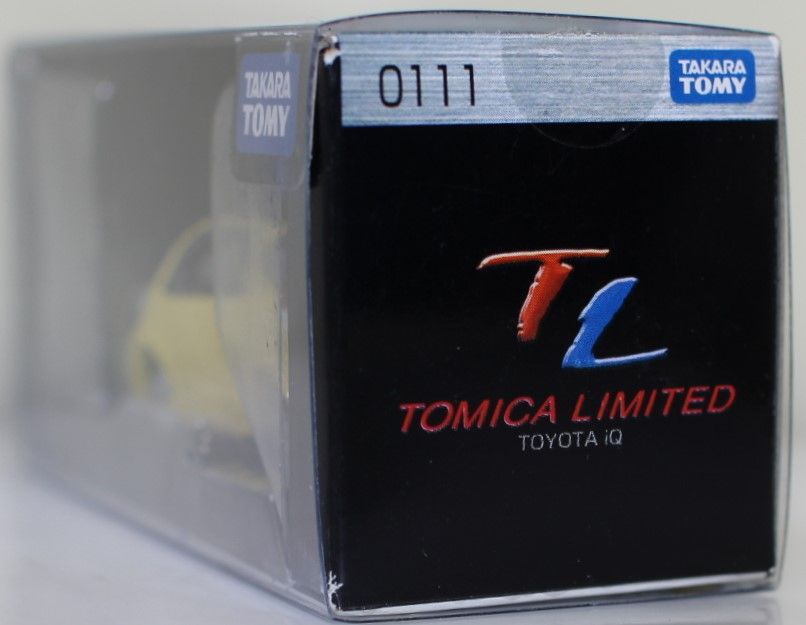 TAKARA
TOMY
0111
TAKARA
TOMY
TL
TOMICA LIMITED
TOYOTA iQ